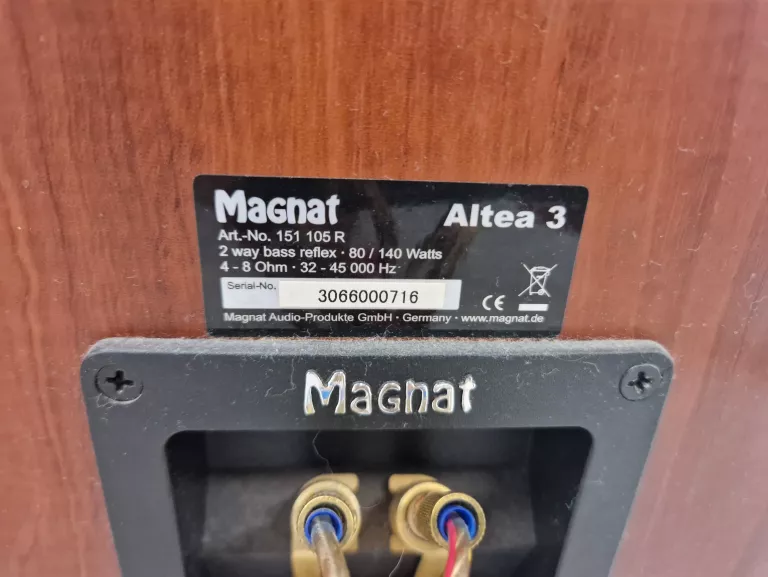 Magnat
Altea 3
Art.-No. 151 105 R
2 way bass reflex · 80 / 140 Watts
4 - 8 Ohm · 32 - 45 000 Hz
Serial-No. 3066000716
CE
Magnat Audio-Produkte GmbH · Germany · www.magnat.de
Magnat